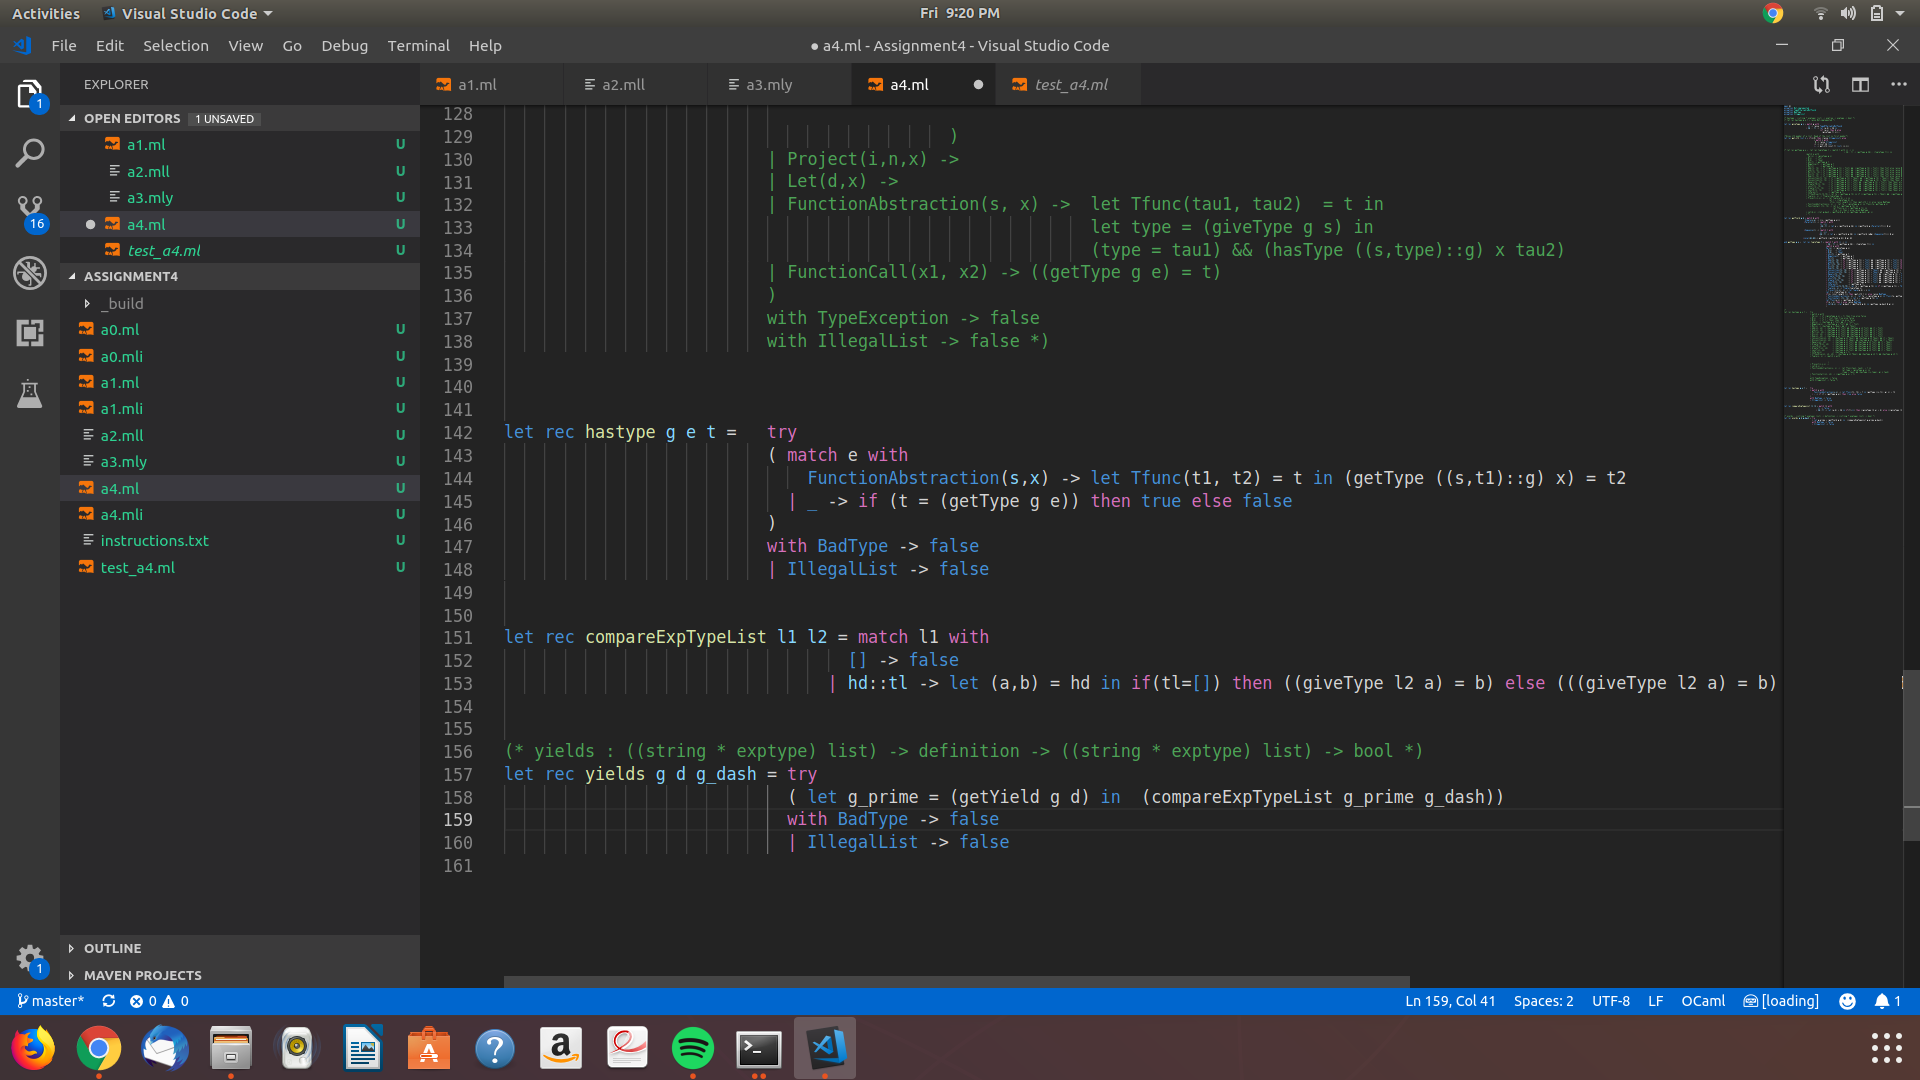 Activities
Visual Studio Code
Fri 9:20 PM
File Edit Selection View Go Debug Terminal Help
● a4.ml - Assignment4 - Visual Studio Code
EXPLORER
OPEN EDITORS 1 UNSAVED
a1.ml U
a2.mll U
a3.mly U
a4.ml U
test_a4.ml U
ASSIGNMENT4
_build
a0.ml U
a0.mli U
a1.ml U
a1.mli U
a2.mll U
a3.mly U
a4.ml U
a4.mli U
instructions.txt U
test_a4.ml U
OUTLINE
MAVEN PROJECTS
1
16
1
a1.ml a2.mll a3.mly a4.ml test_a4.ml
128
129 )
130 | Project(i,n,x) ->
131 | Let(d,x) ->
132 | FunctionAbstraction(s, x) -> let Tfunc(tau1, tau2) = t in
133 let type = (giveType g s) in
134 (type = tau1) && (hasType ((s,type)::g) x tau2)
135 | FunctionCall(x1, x2) -> ((getType g e) = t)
136 )
137 with TypeException -> false
138 with IllegalList -> false *)
139
140
141
142 let rec hastype g e t = try
143 ( match e with
144 FunctionAbstraction(s,x) -> let Tfunc(t1, t2) = t in (getType ((s,t1)::g) x) = t2
145 | _ -> if (t = (getType g e)) then true else false
146 )
147 with BadType -> false
148 | IllegalList -> false
149
150
151 let rec compareExpTypeList l1 l2 = match l1 with
152 [] -> false
153 | hd::tl -> let (a,b) = hd in if(tl=[]) then ((giveType l2 a) = b) else (((giveType l2 a) = b)
154
155
156 (* yields : ((string * exptype) list) -> definition -> ((string * exptype) list) -> bool *)
157 let rec yields g d g_dash = try
158 ( let g_prime = (getYield g d) in (compareExpTypeList g_prime g_dash))
159 with BadType -> false
160 | IllegalList -> false
161
master* 0 0
Ln 159, Col 41 Spaces: 2 UTF-8 LF OCaml [loading] 1